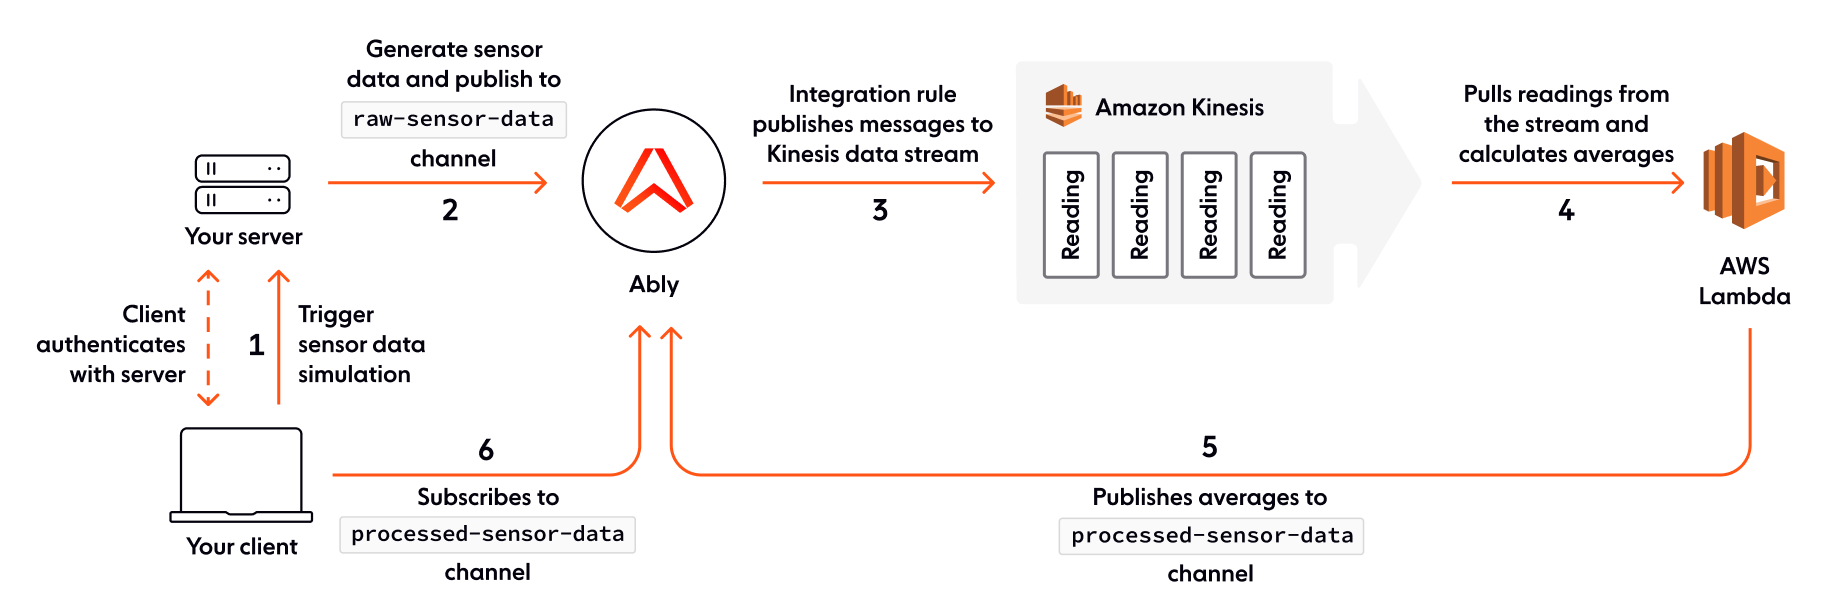 Generate sensor
data and publish to
raw-sensor-data
channel
2
Your server
Client
authenticates
with server
1
Trigger
sensor data
simulation
Your client
Ably
Integration rule
publishes messages to
Kinesis data stream
3
Amazon Kinesis
Reading
Reading
Reading
Reading
Pulls readings from
the stream and
calculates averages
4
AWS
Lambda
5
Publishes averages to
processed-sensor-data
channel
6
Subscribes to
processed-sensor-data
channel